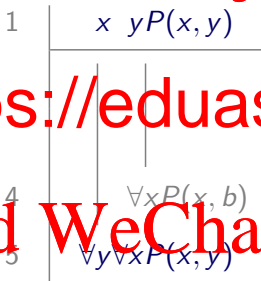 1 x yP(x, y)
s://eduas
4 ∀xP(x, b)
d WeCha
5 ∀y∀xP(x, y)